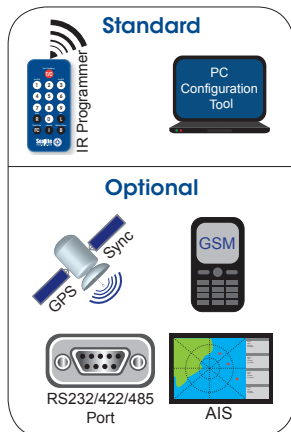 Standard
IR Programmer
PC
Configuration
Tool
Optional
GPS Sync
GSM
RS232/422/485
Port
AIS